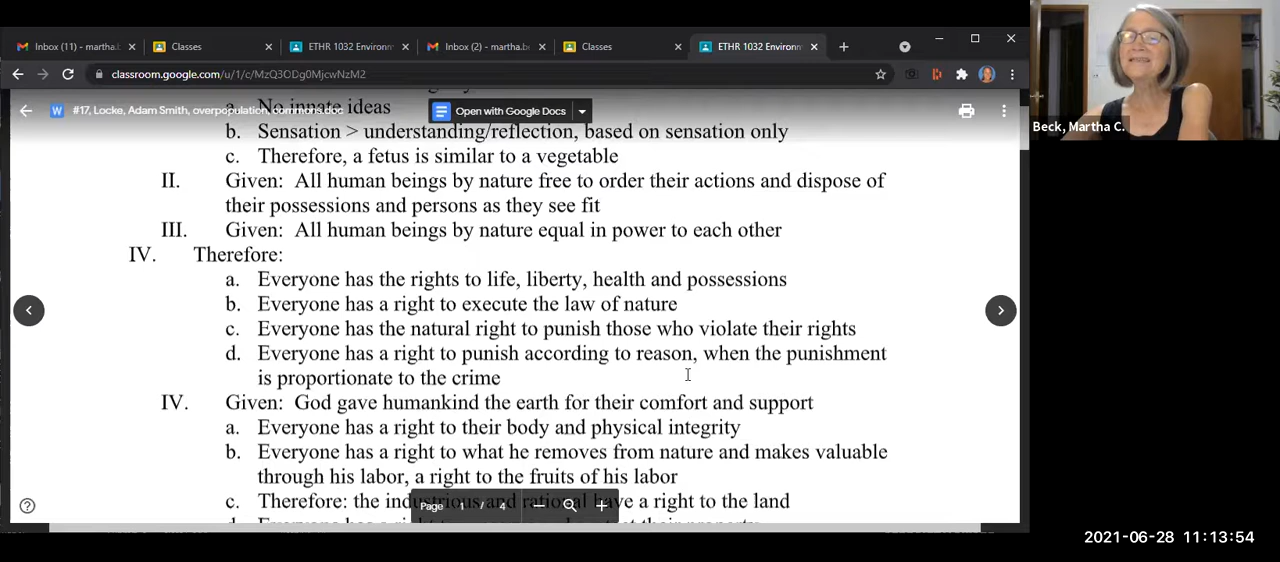 Inbox (11) - martha.b
Classes
ETHR 1032 Environm
Inbox (2) - martha.be
Classes
ETHR 1032 Environm
classroom.google.com/u/1/c/MzQ3ODg0MjcwNzM2
#17, Locke, Adam Smith, overpopulation, commons.doc
Open with Google Docs
a. No innate ideas
b. Sensation > understanding/reflection, based on sensation only
c. Therefore, a fetus is similar to a vegetable
II. Given: All human beings by nature free to order their actions and dispose of
their possessions and persons as they see fit
III. Given: All human beings by nature equal in power to each other
IV. Therefore:
a. Everyone has the rights to life, liberty, health and possessions
b. Everyone has a right to execute the law of nature
c. Everyone has the natural right to punish those who violate their rights
d. Everyone has a right to punish according to reason, when the punishment
is proportionate to the crime
IV. Given: God gave humankind the earth for their comfort and support
a. Everyone has a right to their body and physical integrity
b. Everyone has a right to what he removes from nature and makes valuable
through his labor, a right to the fruits of his labor
c. Therefore: the industrious and rational have a right to the land
Page 1 / 4
Beck, Martha C.
2021-06-28 11:13:54